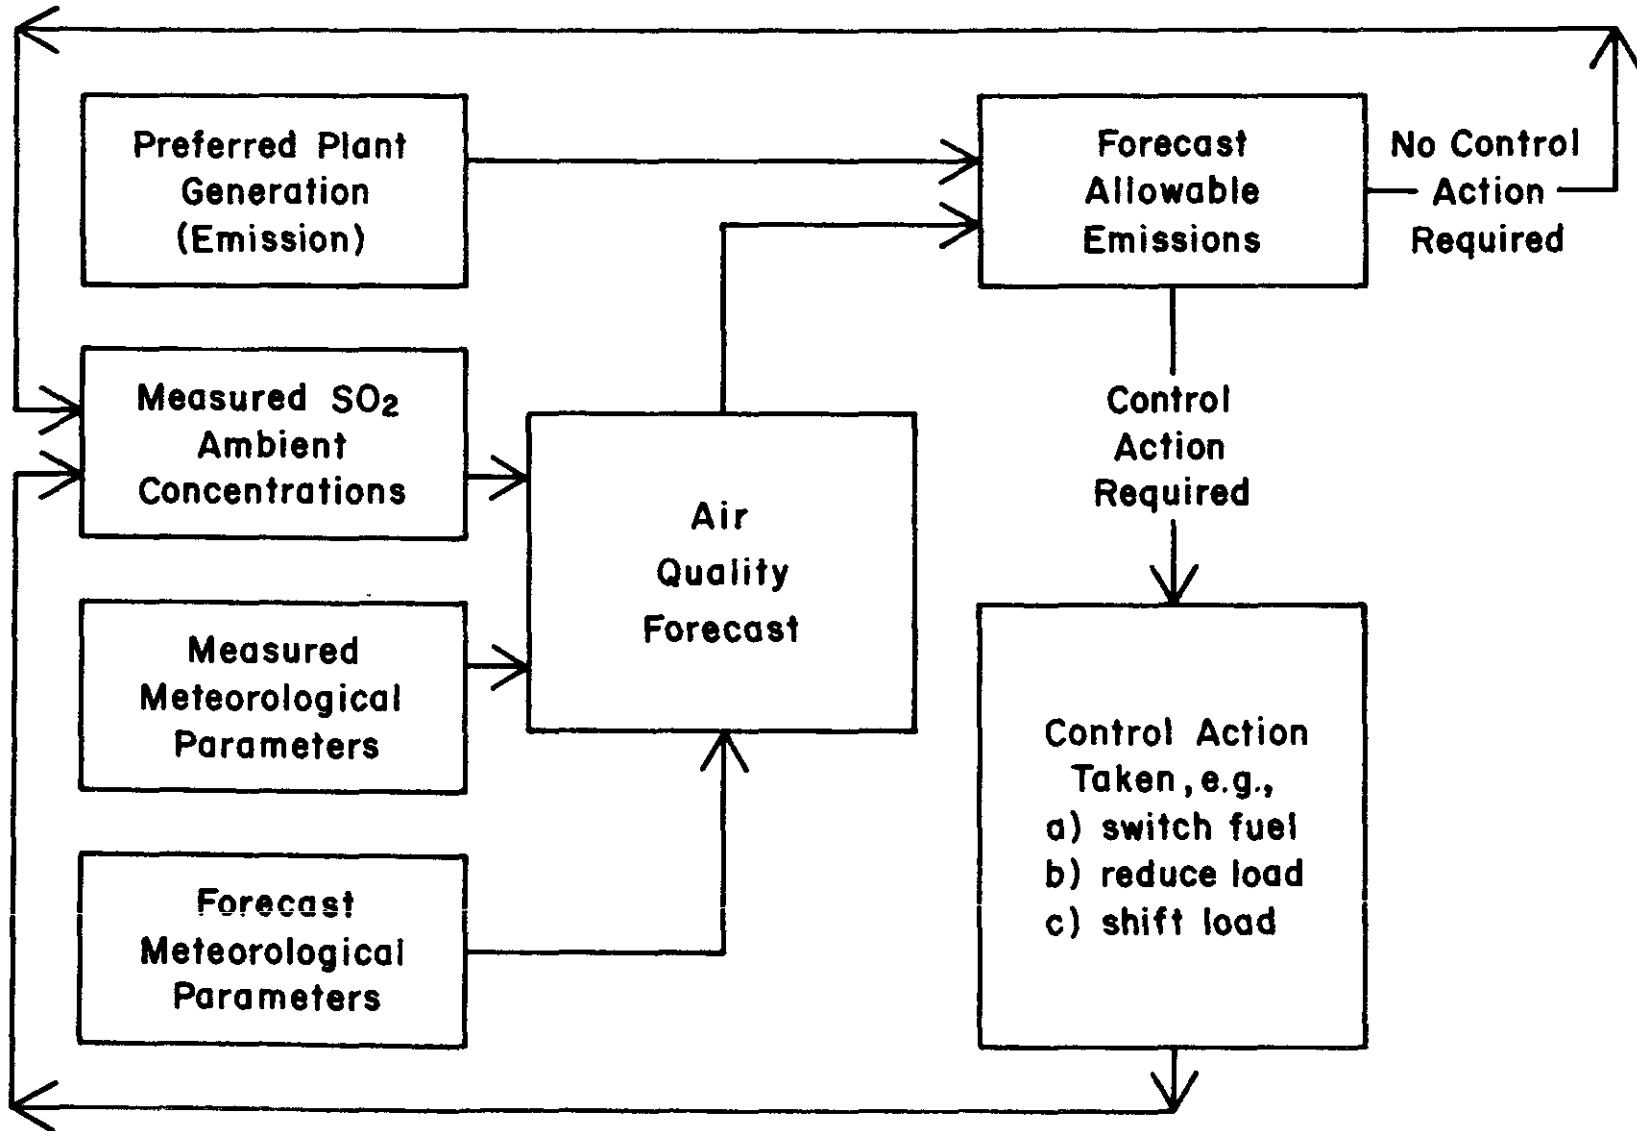 Preferred Plant
Generation
(Emission)
Forecast
Allowable
Emissions
No Control
Action
Required
Measured SO2
Ambient
Concentrations
Control
Action
Required
Air
Quality
Forecast
Measured
Meteorological
Parameters
Control Action
Taken, e.g.,
a) switch fuel
b) reduce load
c) shift load
Forecast
Meteorological
Parameters